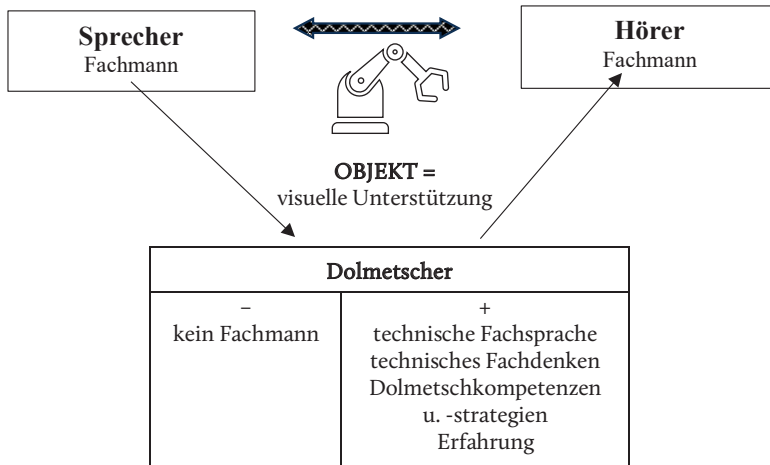 Sprecher
Fachmann
Hörer
Fachmann
OBJEKT =
visuelle Unterstützung
Dolmetscher
–
kein Fachmann
+
technische Fachsprache
technisches Fachdenken
Dolmetschkompetenzen
u. -strategien
Erfahrung